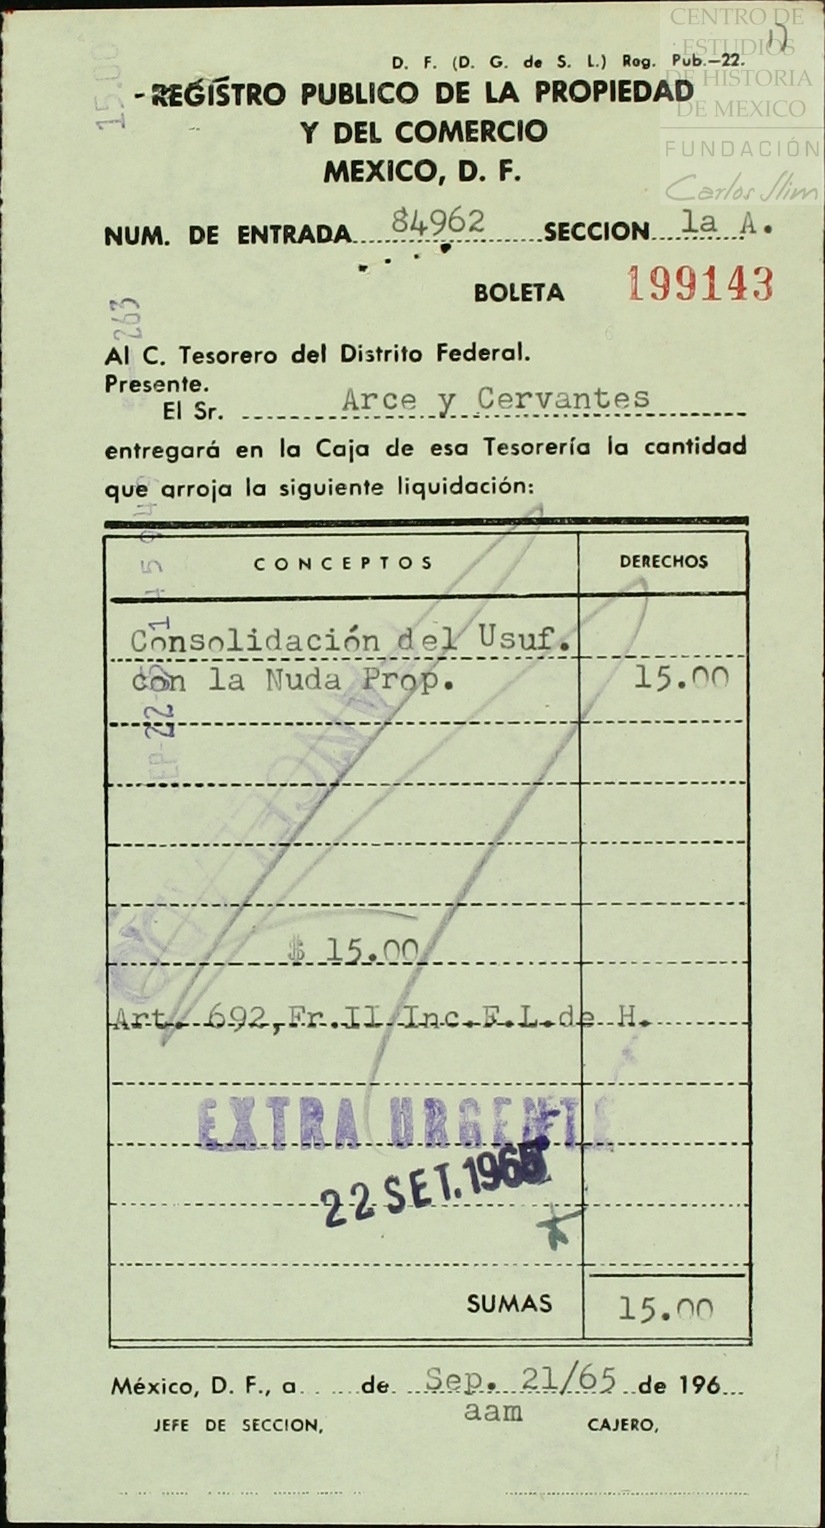 CENTRO DE
ESTUDIOS
DE HISTORIA
DE MEXICO
FUNDACIÓN
Carlos Slim
17
15.00
D. F. (D. G. de S. L.) Reg. Pub.—22.
REGISTRO PUBLICO DE LA PROPIEDAD
Y DEL COMERCIO
MEXICO, D. F.
NUM. DE ENTRADA 84962 SECCION 1a A.
BOLETA 199143
263
Al C. Tesorero del Distrito Federal.
Presente.
El Sr. Arce y Cervantes
entregará en la Caja de esa Tesorería la cantidad
que arroja la siguiente liquidación:
CONCEPTOS DERECHOS
Consolidación del Usuf.
con la Nuda Prop. 15.00
SEP-22-65
$ 15.00
Art. 692,Fr.II Inc.F.L.de H.
EXTRA URGENTE
22 SET. 1965
SUMAS 15.00
México, D. F., a de Sep. 21/65 de 196
aam
JEFE DE SECCION, CAJERO,